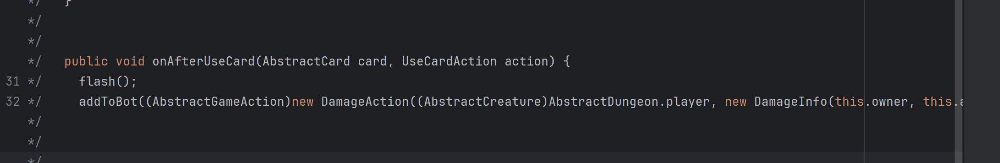 */   }
*/
*/
*/   public void onAfterUseCard(AbstractCard card, UseCardAction action) {
31 */     flash();
32 */     addToBot((AbstractGameAction)new DamageAction((AbstractCreature)AbstractDungeon.player, new DamageInfo(this.owner, this.a
*/
*/
*/